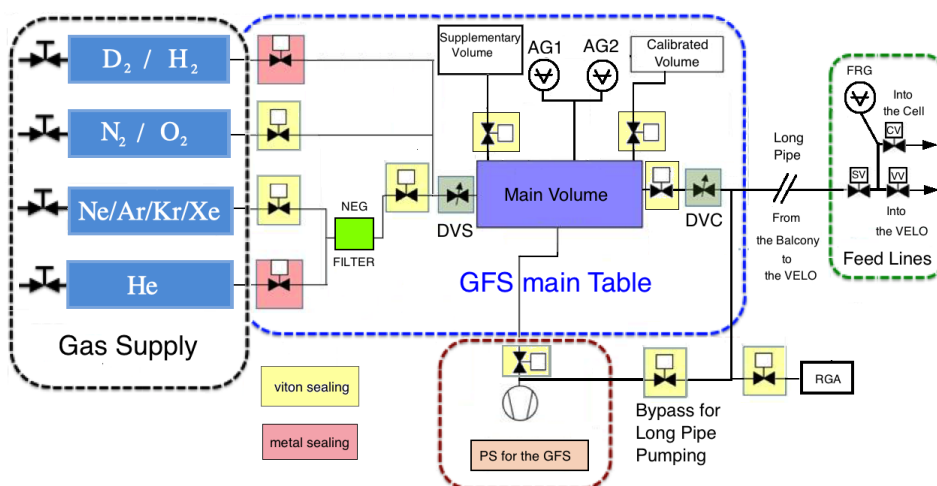 D2 / H2
N2 / O2
Ne/Ar/Kr/Xe
He
Gas Supply
NEG
FILTER
DVS
Supplementary
Volume
AG1
AG2
Calibrated
Volume
Main Volume
DVC
GFS main Table
Long
Pipe
From
the Balcony
to
the VELO
FRG
Into
the Cell
CV
SV
VV
Into
the VELO
Feed Lines
viton sealing
metal sealing
PS for the GFS
Bypass for
Long Pipe
Pumping
RGA